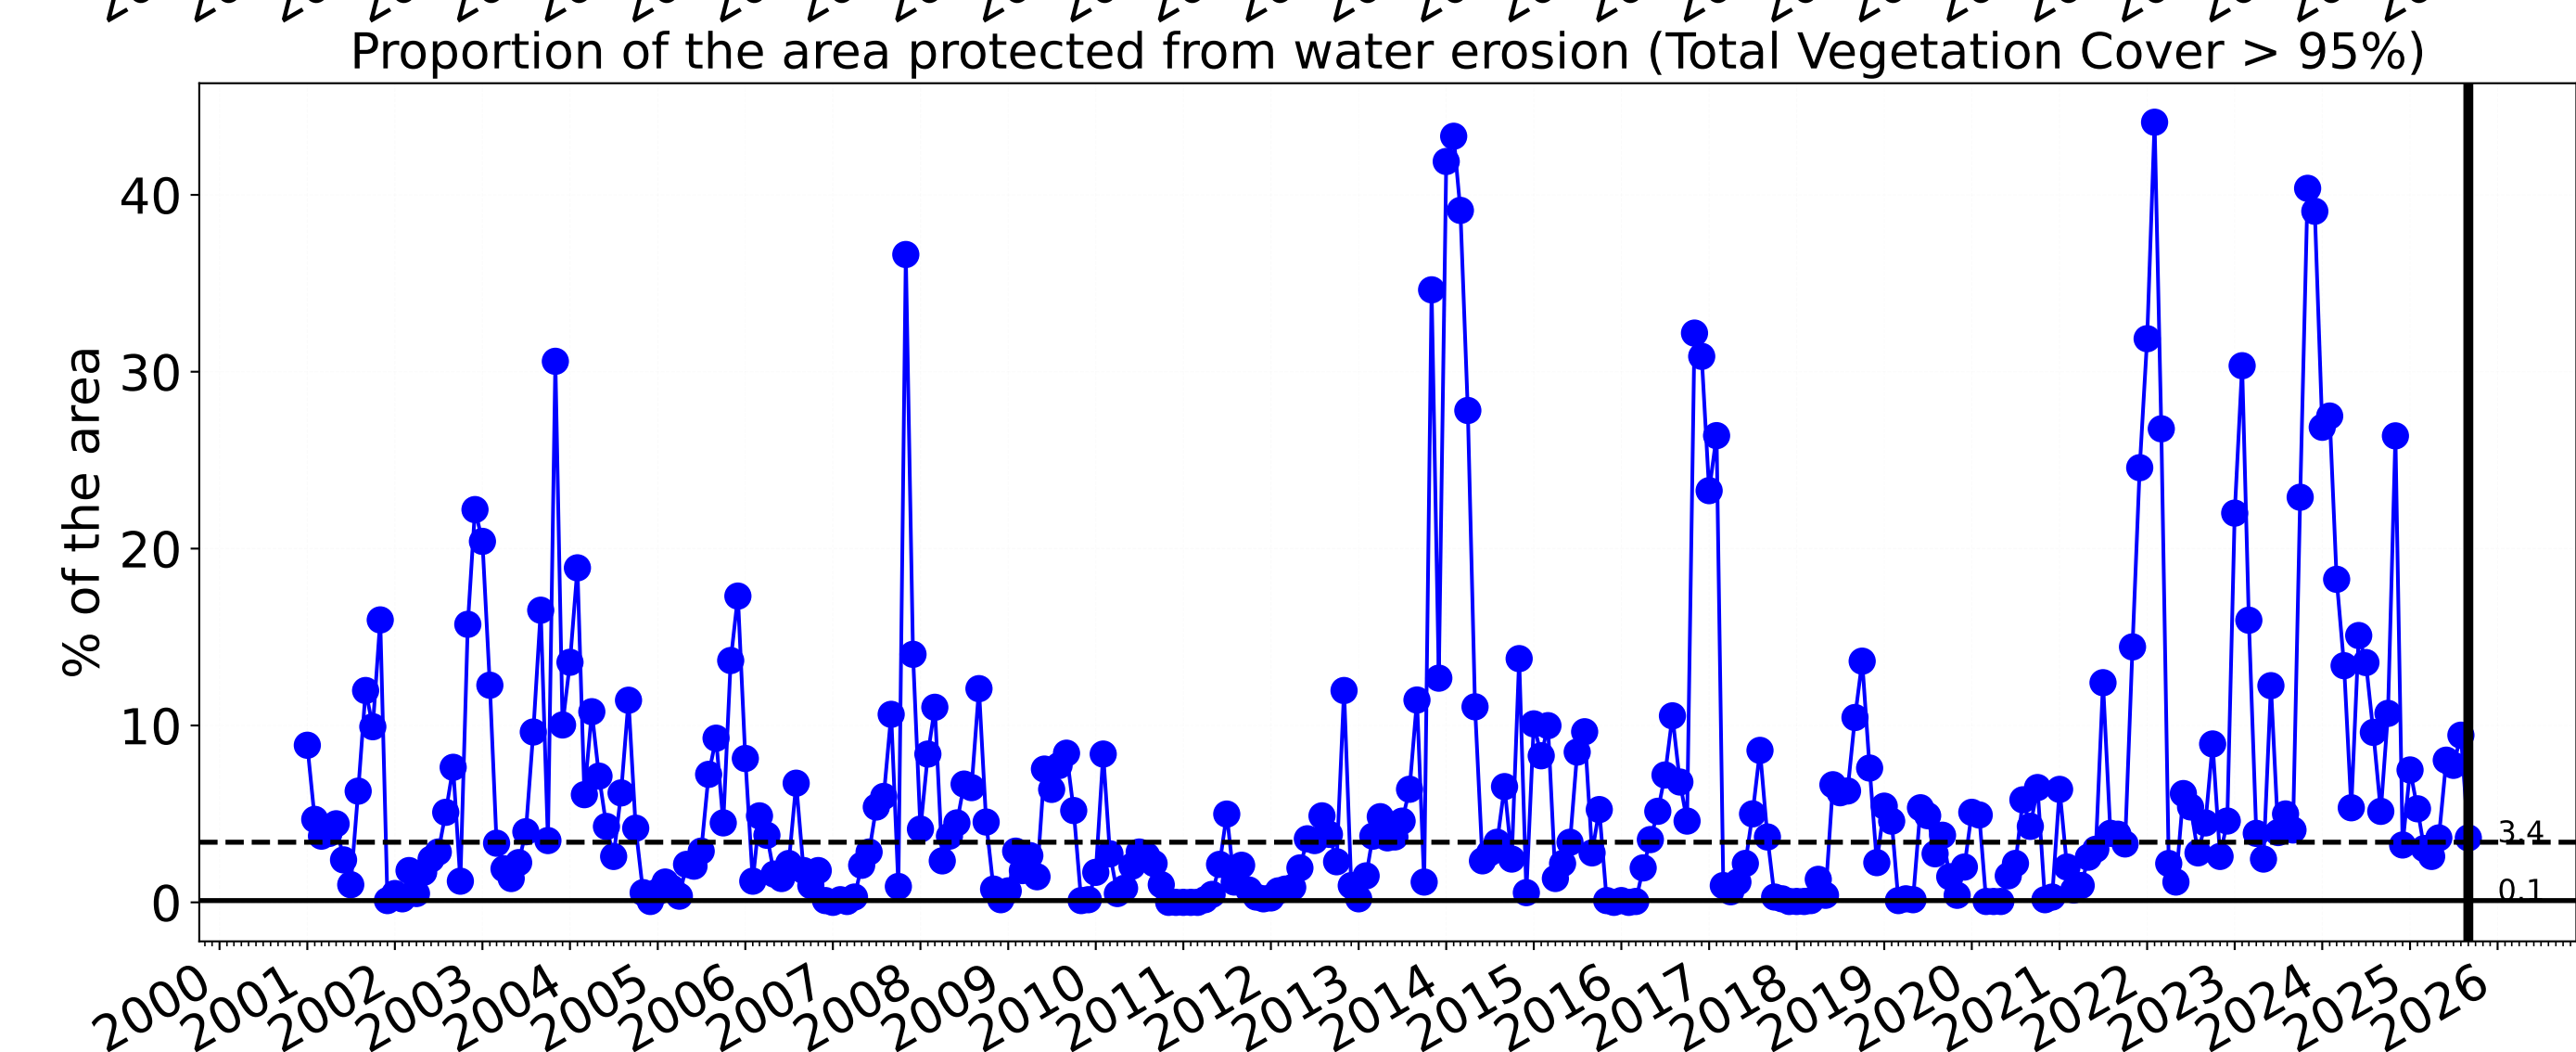 Proportion of the area protected from water erosion (Total Vegetation Cover > 95%)
% of the area
40
30
20
10
0
3.4
0.1
2000 2001 2002 2003 2004 2005 2006 2007 2008 2009 2010 2011 2012 2013 2014 2015 2016 2017 2018 2019 2020 2021 2022 2023 2024 2025 2026